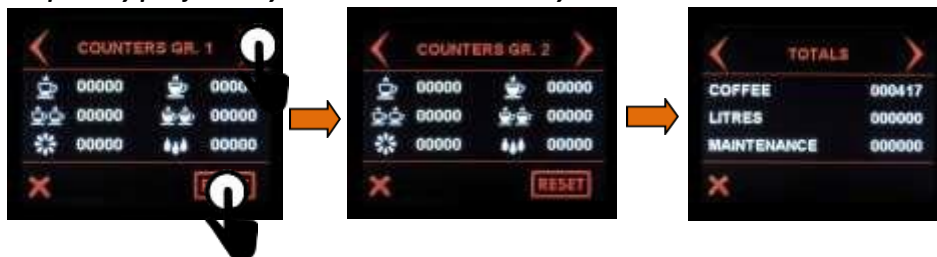 COUNTERS GR. 1
00000
00000 00000
00000 00000
COUNTERS GR. 2
00000 00000
00000 00000
00000 00000
RESET
TOTALS
COFFEE 000417
LITRES 000000
MAINTENANCE 000000